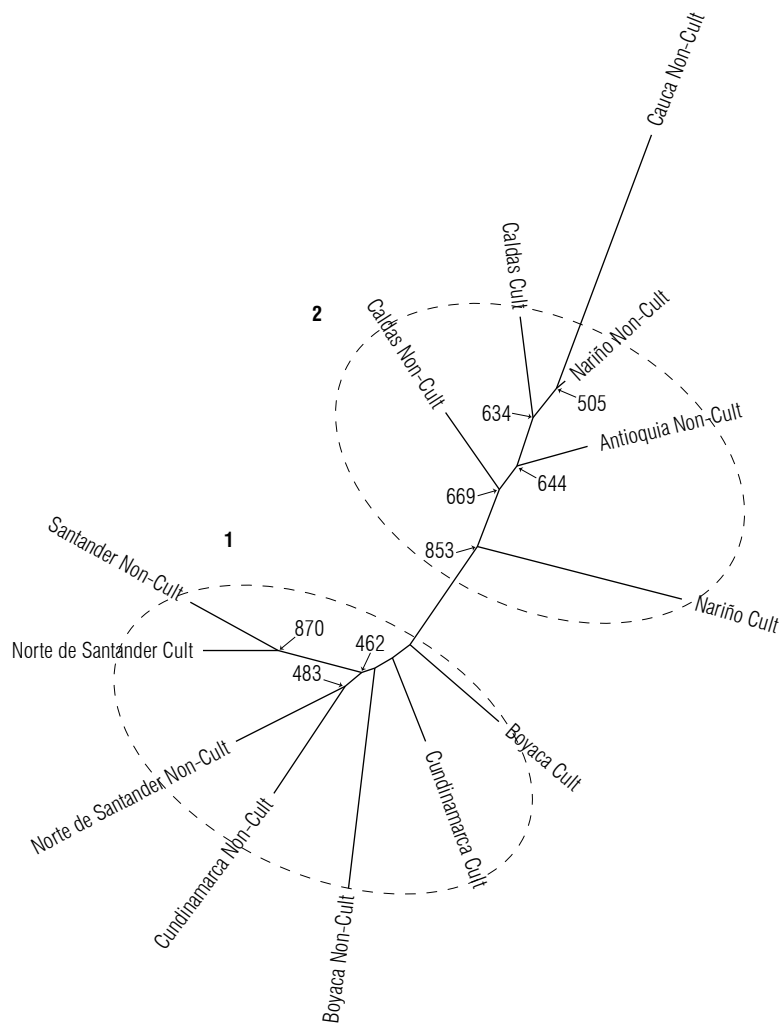 Cauca Non-Cult
Caldas Cult
2
Caldas Non-Cult
Nariño Non-Cult
505
634
Antioquia Non-Cult
644
669
853
1
Santander Non-Cult
Nariño Cult
870
462
Norte de Santander Cult
483
Boyaca Cult
Norte de Santander Non-Cult
Cundinamarca Cult
Cundinamarca Non-Cult
Boyaca Non-Cult